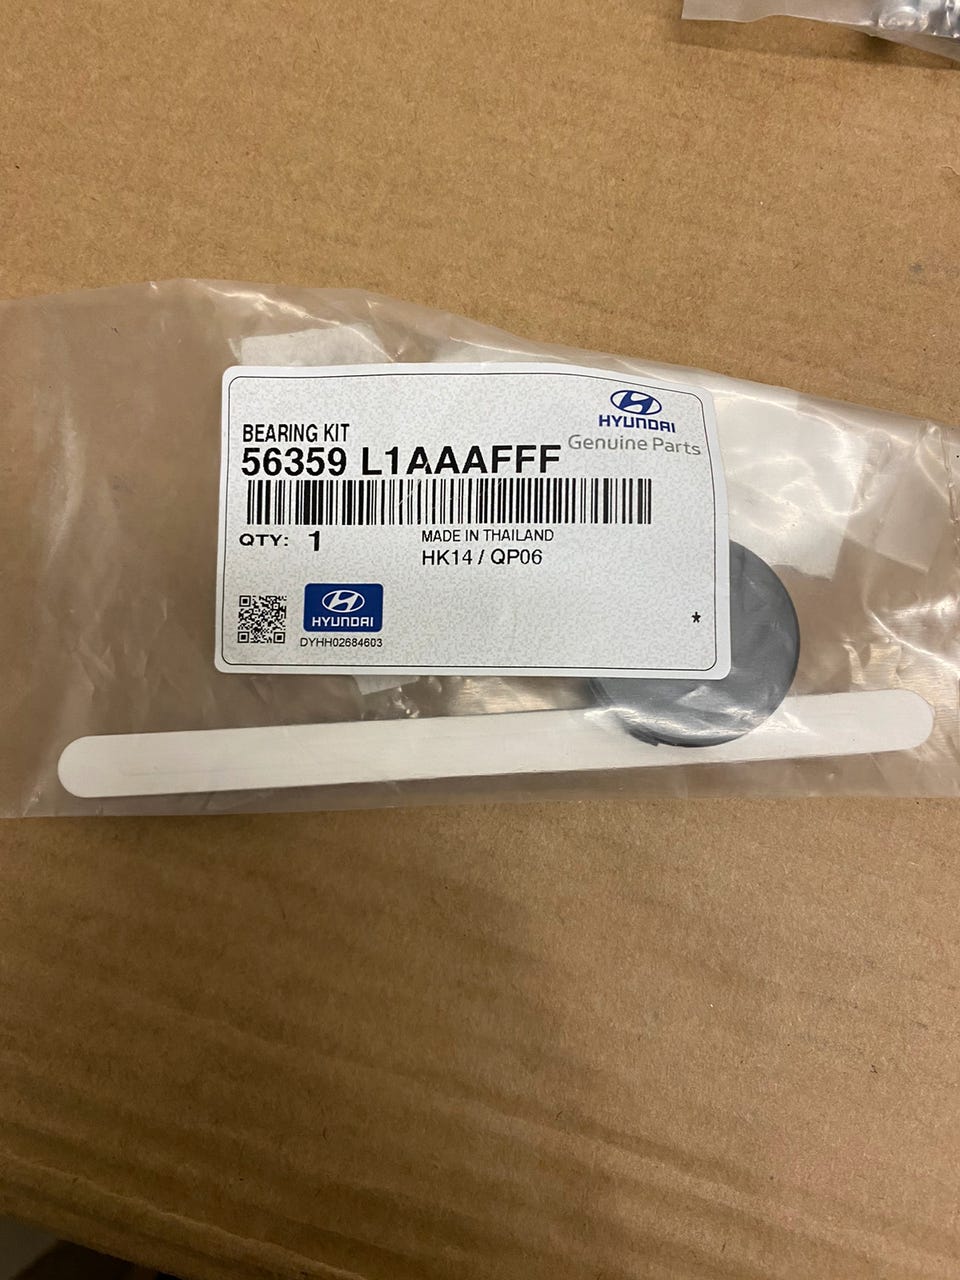 HYUNDAI
Genuine Parts
BEARING KIT
56359 L1AAAFFF
QTY: 1
MADE IN THAILAND
HK14 / QP06
HYUNDAI
DYHH02684603
*